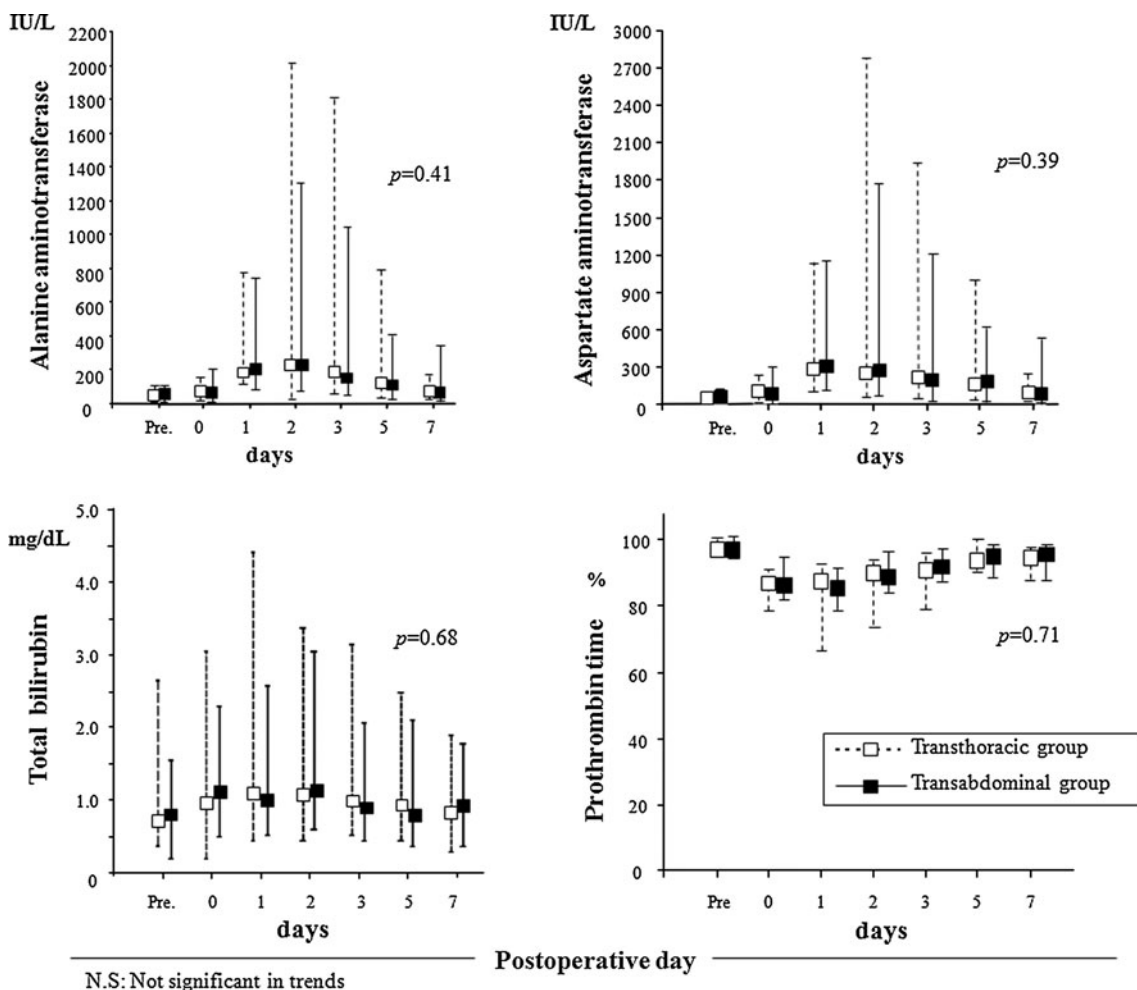 IU/L
2200
2000
1800
1600
1400
1200
1000
800
600
400
200
0
Alanine aminotransferase
p=0.41
Pre. 0 1 2 3 5 7
days
IU/L
3000
2700
2400
2100
1800
1500
1200
900
600
300
0
Aspartate aminotransferase
p=0.39
Pre. 0 1 2 3 5 7
days
mg/dL
5.0
4.0
3.0
2.0
1.0
0
Total bilirubin
p=0.68
Pre. 0 1 2 3 5 7
days
%
100
80
60
40
20
0
Prothrombin time
p=0.71
Transthoracic group
Transabdominal group
Pre 0 1 2 3 5 7
days
Postoperative day
N.S: Not significant in trends